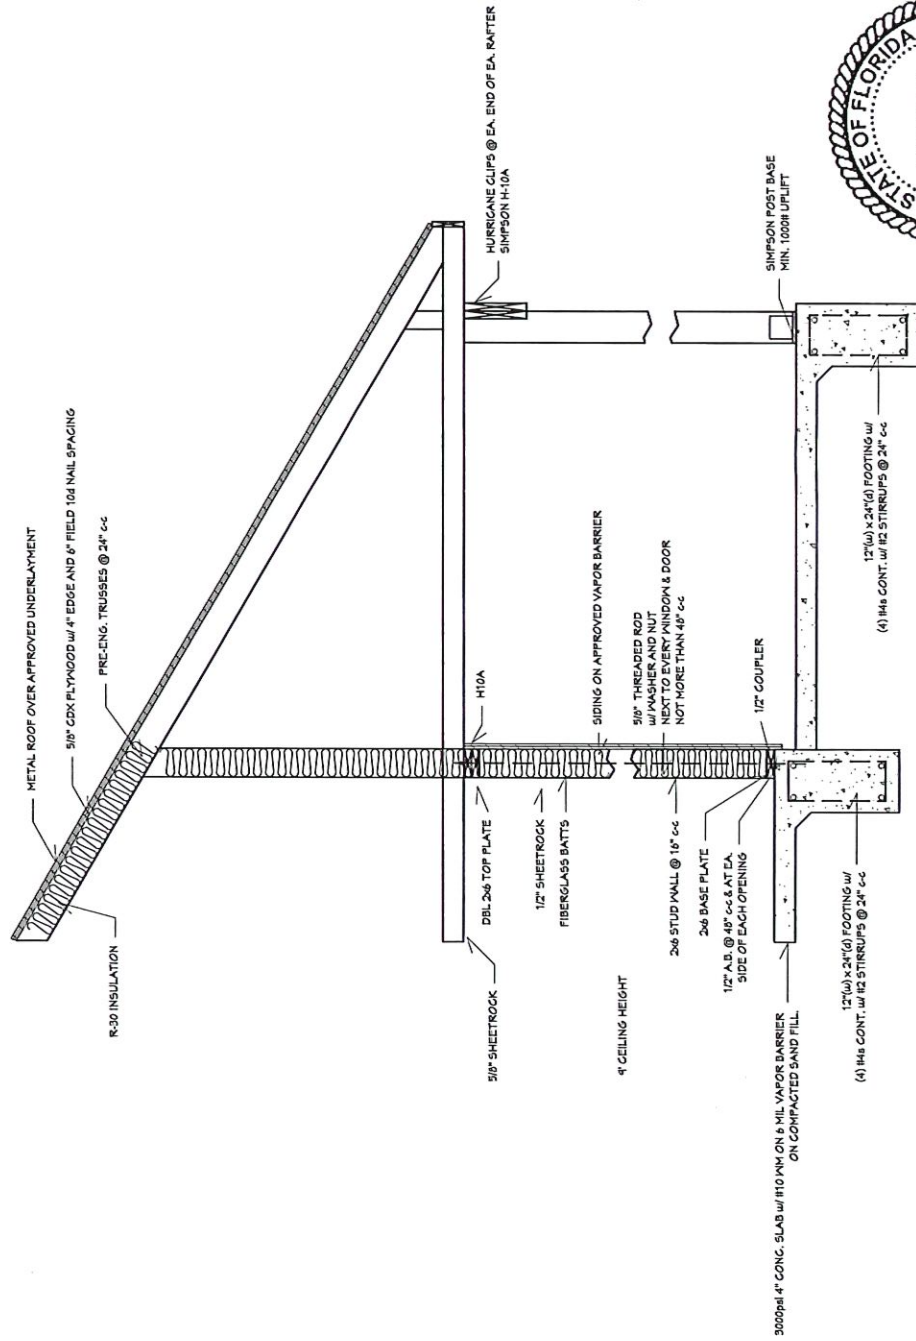 METAL ROOF OVER APPROVED UNDERLAYMENT
5/8" CDX PLYWOOD w/ 4" EDGE AND 6" FIELD 10d NAIL SPACING
PRE-ENG. TRUSSES @ 24" c-c
R-30 INSULATION
HURRICANE CLIPS @ EA. END OF EA. RAFTER
SIMPSON H-10A
5/8" SHEETROCK
DBL 2x6 TOP PLATE
H10A
1/2" SHEETROCK
FIBERGLASS BATTS
SIDING ON APPROVED VAPOR BARRIER
9' CEILING HEIGHT
5/8" THREADED ROD
w/ WASHER AND NUT
NEXT TO EVERY WINDOW & DOOR
NOT MORE THAN 48" c-c
2x6 STUD WALL @ 16" c-c
2x6 BASE PLATE
1/2" A.B. @ 48" c-c & AT EA.
SIDE OF EACH OPENING
1/2" COUPLER
SIMPSON POST BASE
MIN. 1000# UPLIFT
3000psi 4" CONC. SLAB w/ #10 WM ON 6 MIL VAPOR BARRIER
ON COMPACTED SAND FILL.
12"(w) x 24"(d) FOOTING w/
(4) #4s CONT. w/ #2 STIRRUPS @ 24" c-c
12"(w) x 24"(d) FOOTING w/
(4) #4s CONT. w/ #2 STIRRUPS @ 24" c-c
STATE OF FLORIDA